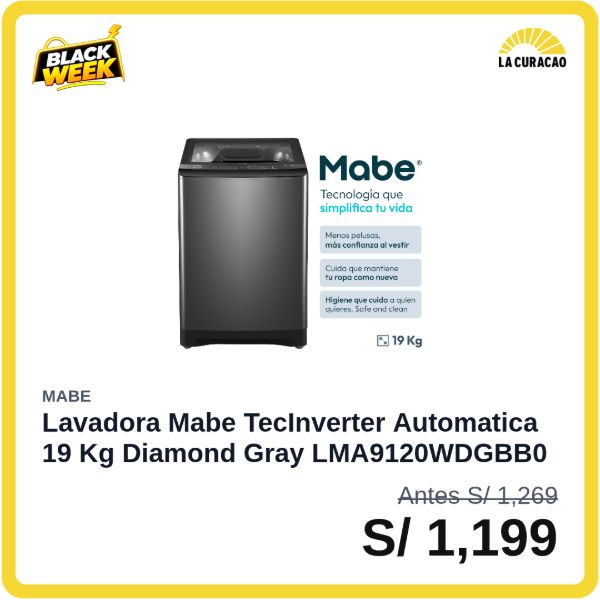 BLACK
WEEK
LA CURACAO
Mabe®
Tecnología que
simplifica tu vida
Menos pelusas,
más confianza al vestir
Cuida que mantiene
tu ropa como nueva
Higiene que cuida a quien
quieres, Safe and clean
19 Kg
MABE
Lavadora Mabe TecInverter Automatica
19 Kg Diamond Gray LMA9120WDGBB0
Antes S/ 1,269
S/ 1,199